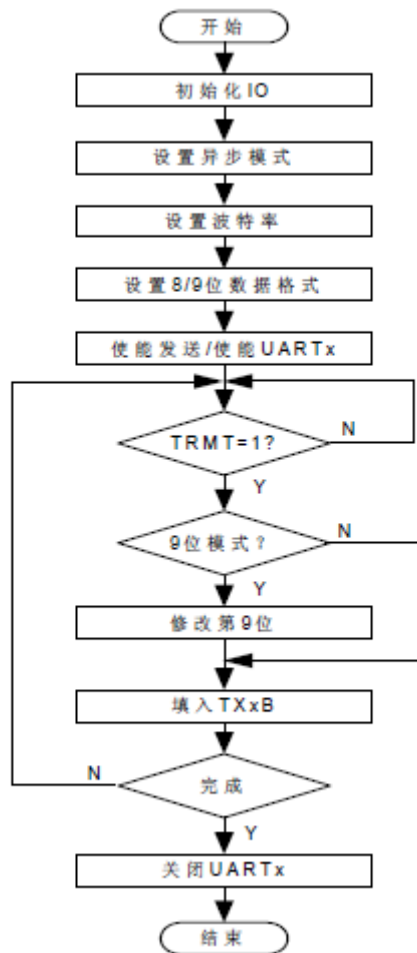 开始
初始化IO
设置异步模式
设置波特率
设置8/9位数据格式
使能发送/使能UARTx
TRMT=1?
N
Y
9位模式？
N
Y
修改第9位
填入TXxB
N
完成
Y
关闭UARTx
结束